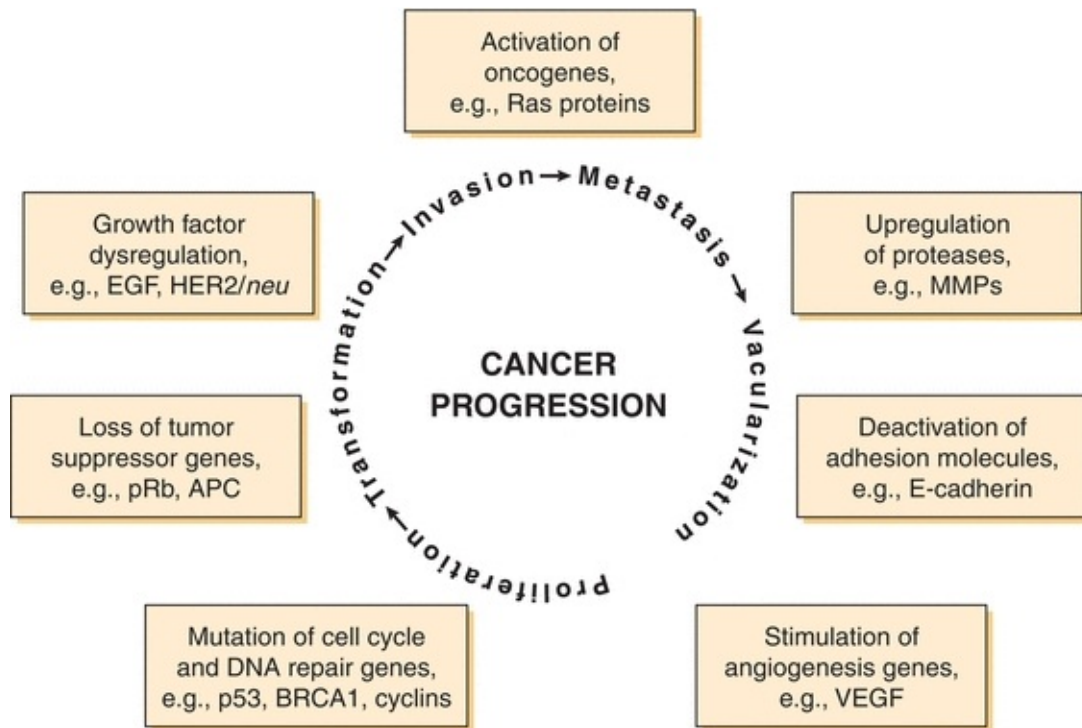 Activation of
oncogenes,
e.g., Ras proteins
Growth factor
dysregulation,
e.g., EGF, HER2/neu
Upregulation
of proteases,
e.g., MMPs
Proliferation→Transformation→Invasion→Metastasis→Vacularization
CANCER
PROGRESSION
Loss of tumor
suppressor genes,
e.g., pRb, APC
Deactivation of
adhesion molecules,
e.g., E-cadherin
Mutation of cell cycle
and DNA repair genes,
e.g., p53, BRCA1, cyclins
Stimulation of
angiogenesis genes,
e.g., VEGF